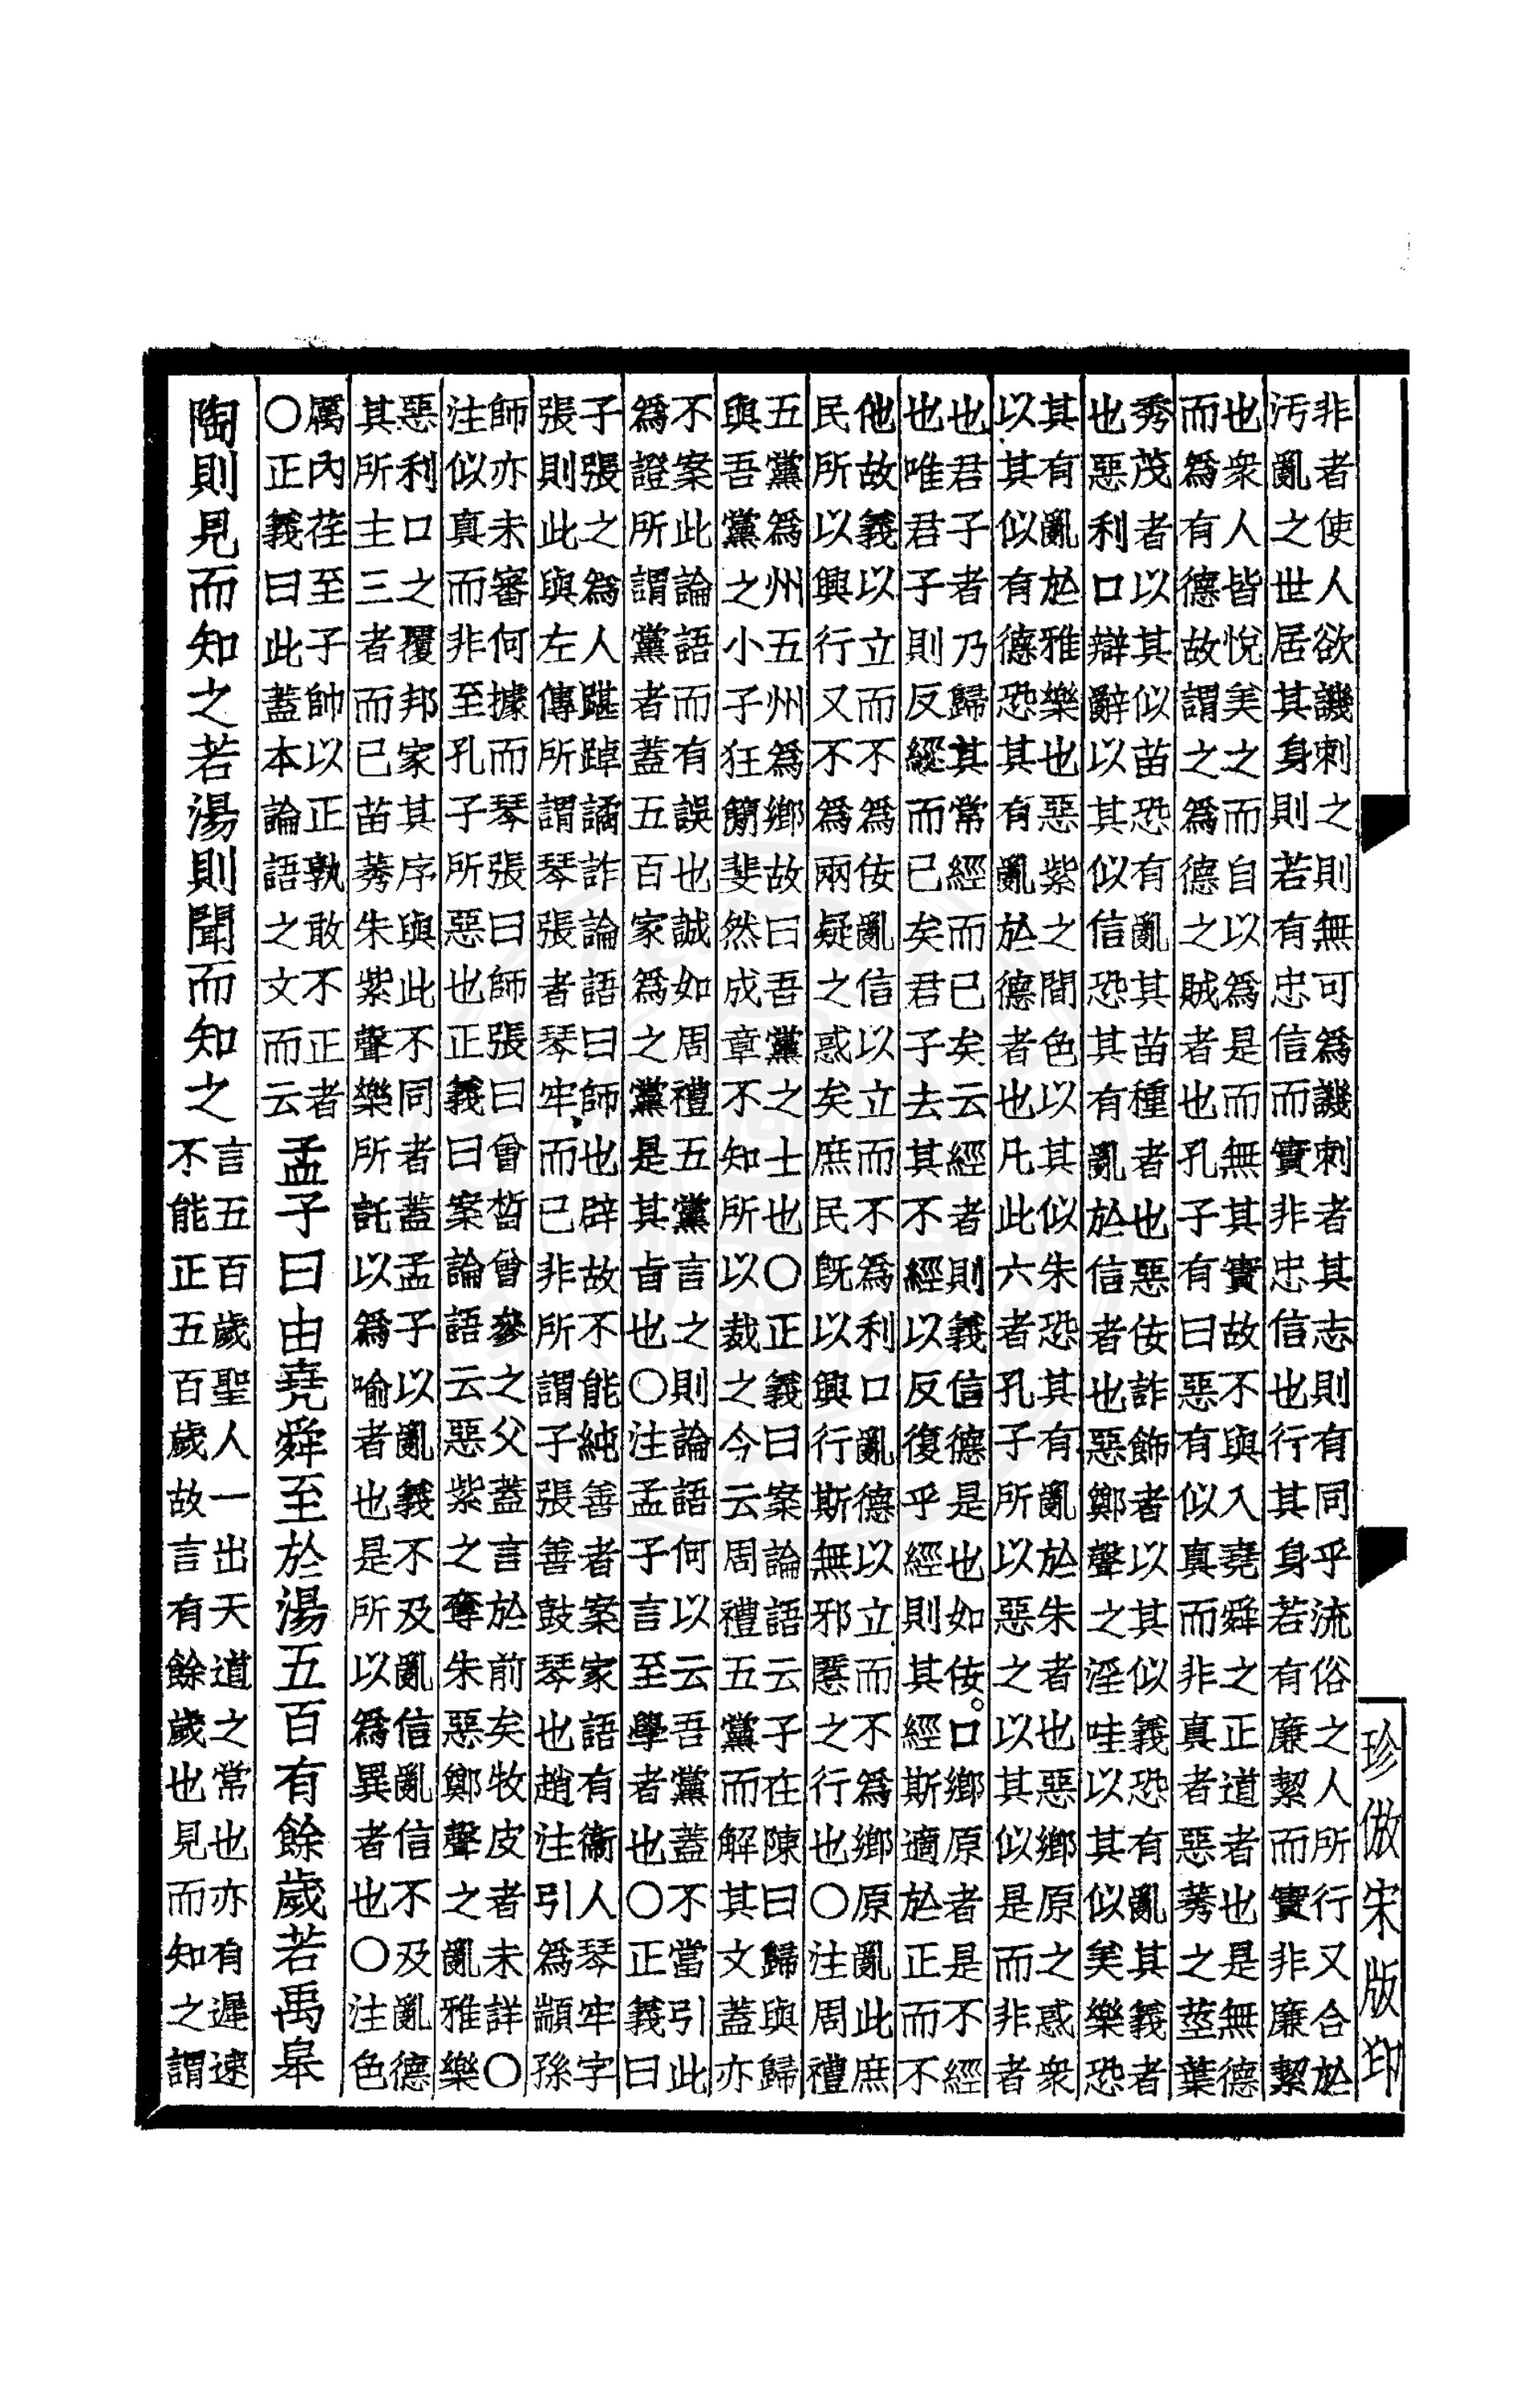 非者使人欲譏刺之則無可爲譏刺者其志則有同乎流俗之人所行又合於
汚亂之世居其身則若有忠信而實非忠信也行其身若有廉絜而實非廉絜
也衆人皆悅美之而自以爲是而無其實故不與入堯舜之正道者也是無德
而爲有德故謂之爲德之賊者也孔子有曰惡有似真而非真者惡莠之莖葉
秀茂者以其似苗恐有亂其苗種者也惡佞詐飾者以其似義恐有亂其義者
也惡利口辯辭以其似信恐其有亂於信者也惡鄭聲之淫哇以其似美樂恐
其有亂於雅樂也惡紫之間色以其似朱恐其有亂於朱者也惡鄉原之惑衆
以其似有德恐其有亂於德者也凡此六者孔子所以惡之以其似是而非者
也君子者乃歸其常經而已矣云經者則義信德是也如佞口鄉原者是不經
也唯君子則反經而已矣君子去其不經以反復乎經則其經斯適於正而不
他故義以立而不爲佞亂信以立而不爲利口亂德以立而不爲鄉原亂此庶
民所以興行又不爲兩疑之惑矣庶民旣以興行斯無邪慝之行也〇注周禮
五黨爲州五州爲鄉故曰吾黨之士也〇正義曰案論語云子在陳曰歸與歸
與吾黨之小子狂簡斐然成章不知所以裁之今云周禮五黨而解其文蓋亦
不案此論語而有誤也誠如周禮五黨言之則論語何以云吾黨蓋不當引此
爲證所謂黨者蓋五百家爲之黨是其旨也〇注孟子言至學者也〇正義曰
子張之爲人踸踔譎詐論語曰師也辟故不能純善者案家語有衞人琴牢字
張則此與左傳所謂琴張者琴牢而已非所謂子張善鼓琴也趙注引爲顓孫
師亦未審何據而琴張曰師張曰曾晳曾參之父蓋言於前矣牧皮者未詳〇
注似真而非至孔子所惡也正義曰案論語云惡紫之奪朱惡鄭聲之亂雅樂
惡利口之覆邦家其序與此不同者蓋孟子以亂義不及亂信亂信不及亂德
其所主三者而已苗莠朱紫聲樂所託以爲喻者也是所以爲異者也〇注色
厲內荏至子帥以正孰敢不正者
〇正義曰此蓋本論語之文而云
孟子曰由堯舜至於湯五百有餘歲若禹皋
陶則見而知之若湯則聞而知之
言五百歲聖人一出天道之常也亦有遲速
不能正五百歲故言有餘歲也見而知之謂
珍倣宋版印